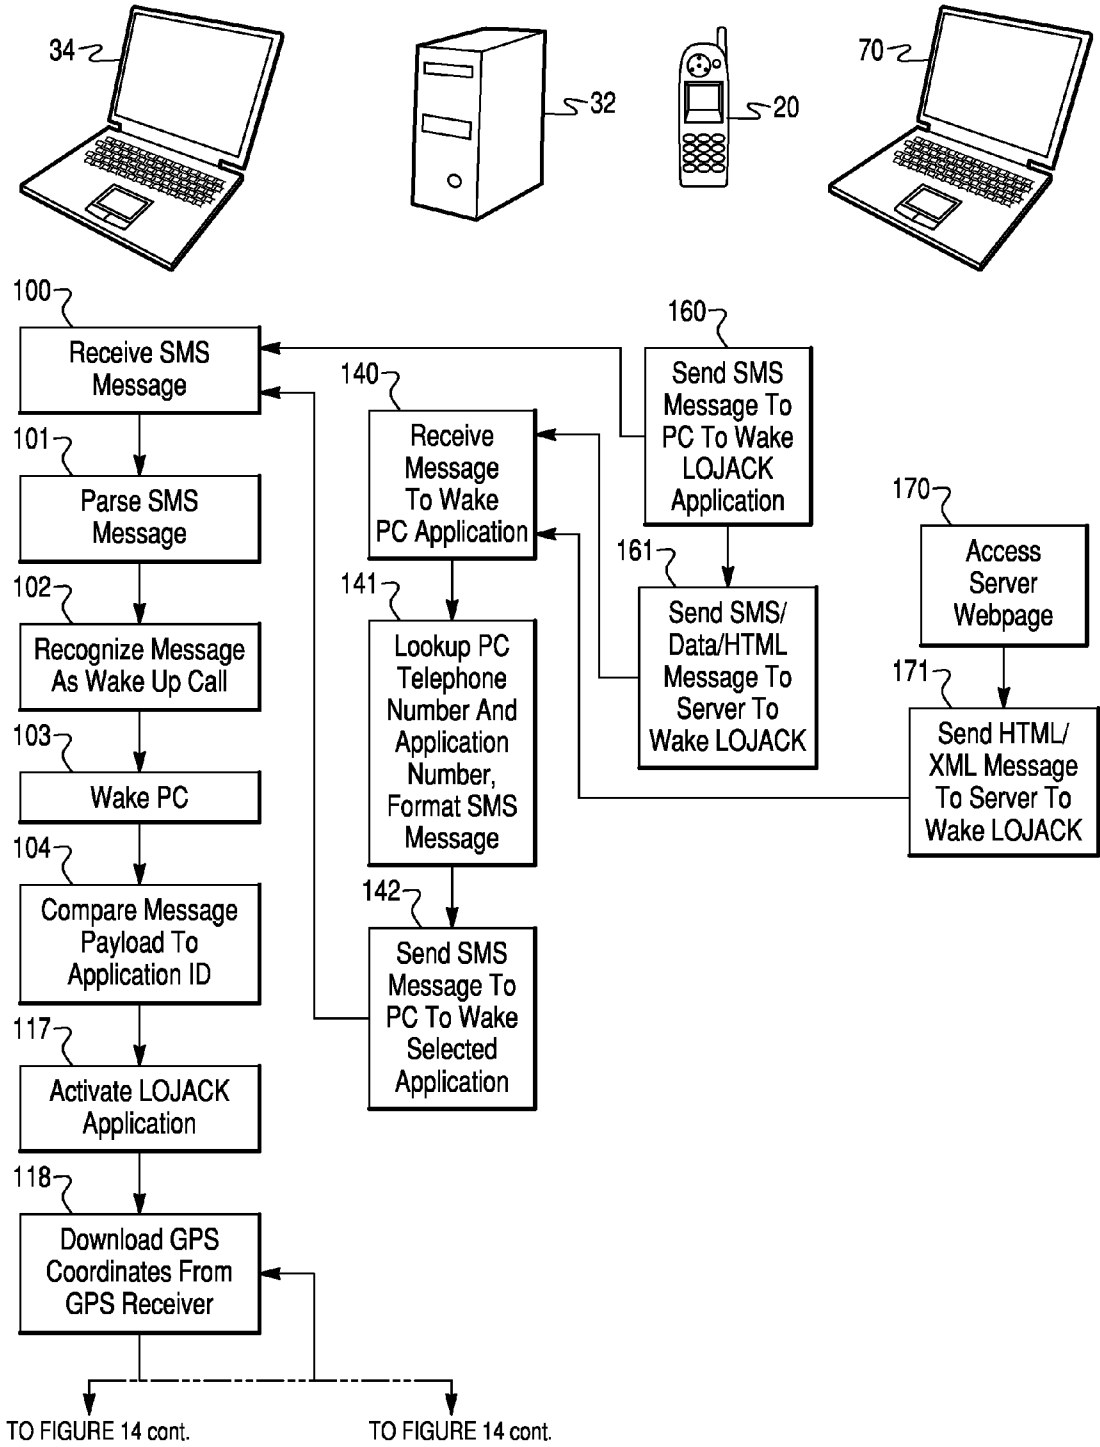 34
32
20
70
100
Receive SMS
Message
101
Parse SMS
Message
102
Recognize Message
As Wake Up Call
103
Wake PC
104
Compare Message
Payload To
Application ID
117
Activate LOJACK
Application
118
Download GPS
Coordinates From
GPS Receiver
140
Receive
Message
To Wake
PC Application
141
Lookup PC
Telephone
Number And
Application
Number,
Format SMS
Message
142
Send SMS
Message To
PC To Wake
Selected
Application
160
Send SMS
Message To
PC To Wake
LOJACK
Application
161
Send SMS/
Data/HTML
Message To
Server To
Wake LOJACK
170
Access
Server
Webpage
171
Send HTML/
XML Message
To Server To
Wake LOJACK
TO FIGURE 14 cont.
TO FIGURE 14 cont.